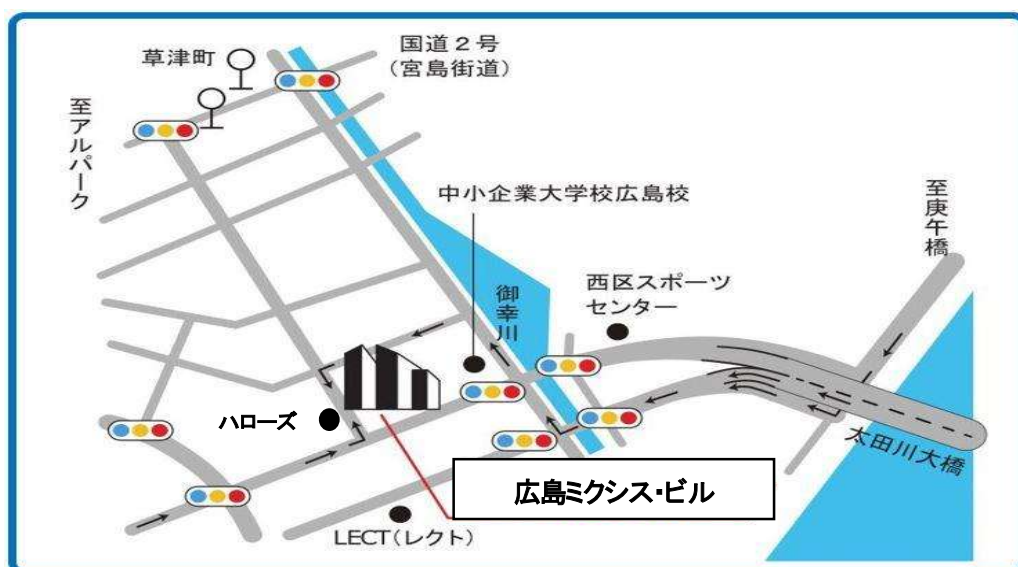 草津町
国道2号
(宮島街道)
至アルパーク
中小企業大学校広島校
至庚午橋
御幸川
西区スポーツ
センター
ハローズ
太田川大橋
広島ミクシス・ビル
LECT(レクト)